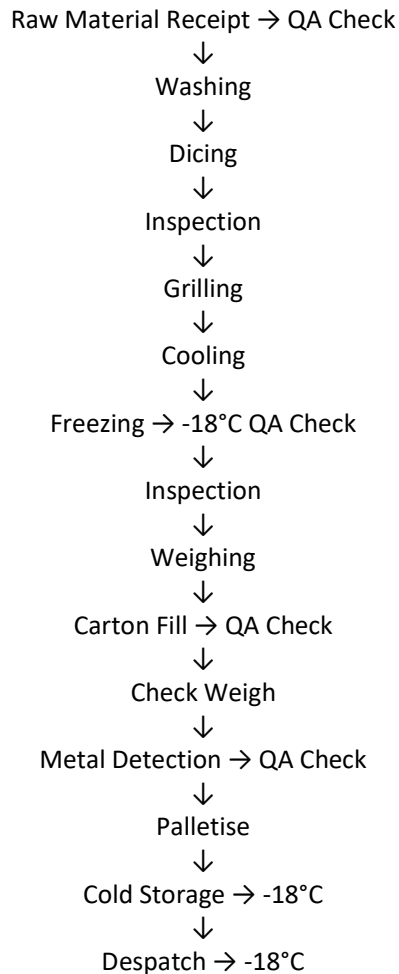 Raw Material Receipt → QA Check
↓
Washing
↓
Dicing
↓
Inspection
↓
Grilling
↓
Cooling
↓
Freezing → -18°C QA Check
↓
Inspection
↓
Weighing
↓
Carton Fill → QA Check
↓
Check Weigh
↓
Metal Detection → QA Check
↓
Palletise
↓
Cold Storage → -18°C
↓
Despatch → -18°C